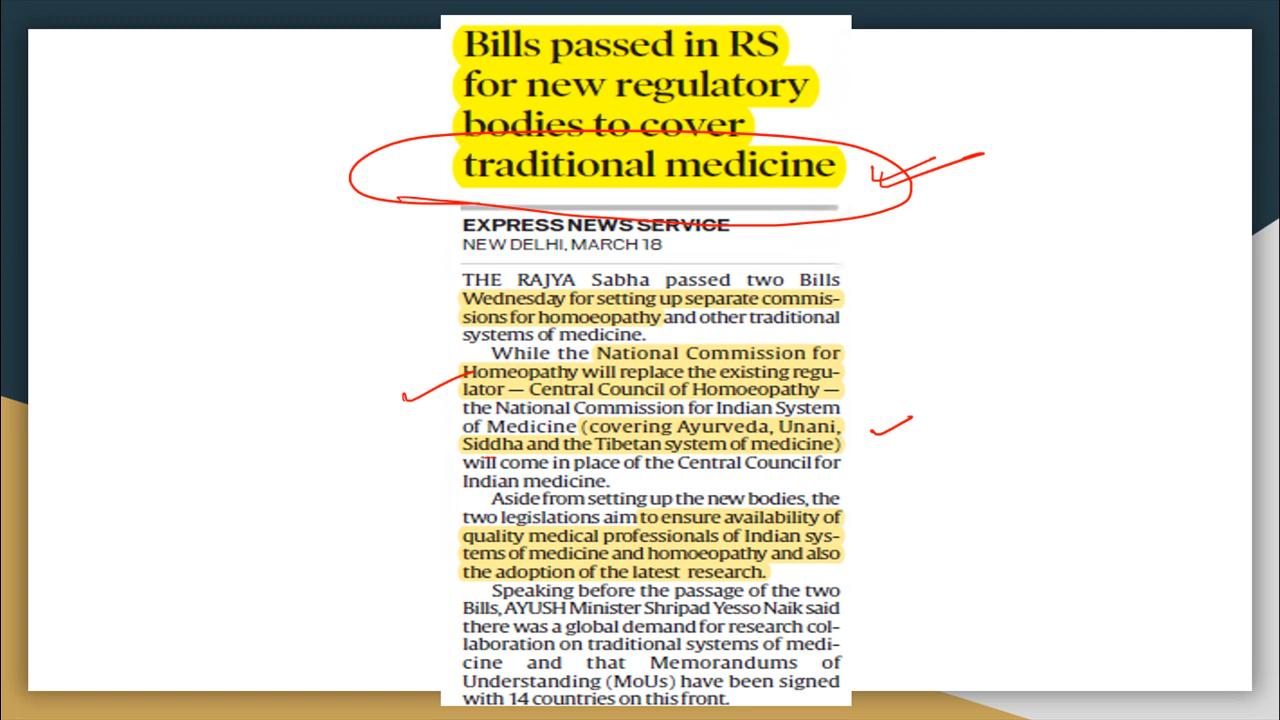 Bills passed in RS
for new regulatory
bodies to cover
traditional medicine
EXPRESS NEWS SERVICE
NEW DELHI, MARCH 18
THE RAJYA Sabha passed two Bills
Wednesday for setting up separate commis-
sions for homoeopathy and other traditional
systems of medicine.
While the National Commission for
Homeopathy will replace the existing regu-
lator — Central Council of Homoeopathy —
the National Commission for Indian System
of Medicine (covering Ayurveda, Unani,
Siddha and the Tibetan system of medicine)
will come in place of the Central Council for
Indian medicine.
Aside from setting up the new bodies, the
two legislations aim to ensure availability of
quality medical professionals of Indian sys-
tems of medicine and homoeopathy and also
the adoption of the latest research.
Speaking before the passage of the two
Bills, AYUSH Minister Shripad Yesso Naik said
there was a global demand for research col-
laboration on traditional systems of medi-
cine and that Memorandums of
Understanding (MoUs) have been signed
with 14 countries on this front.